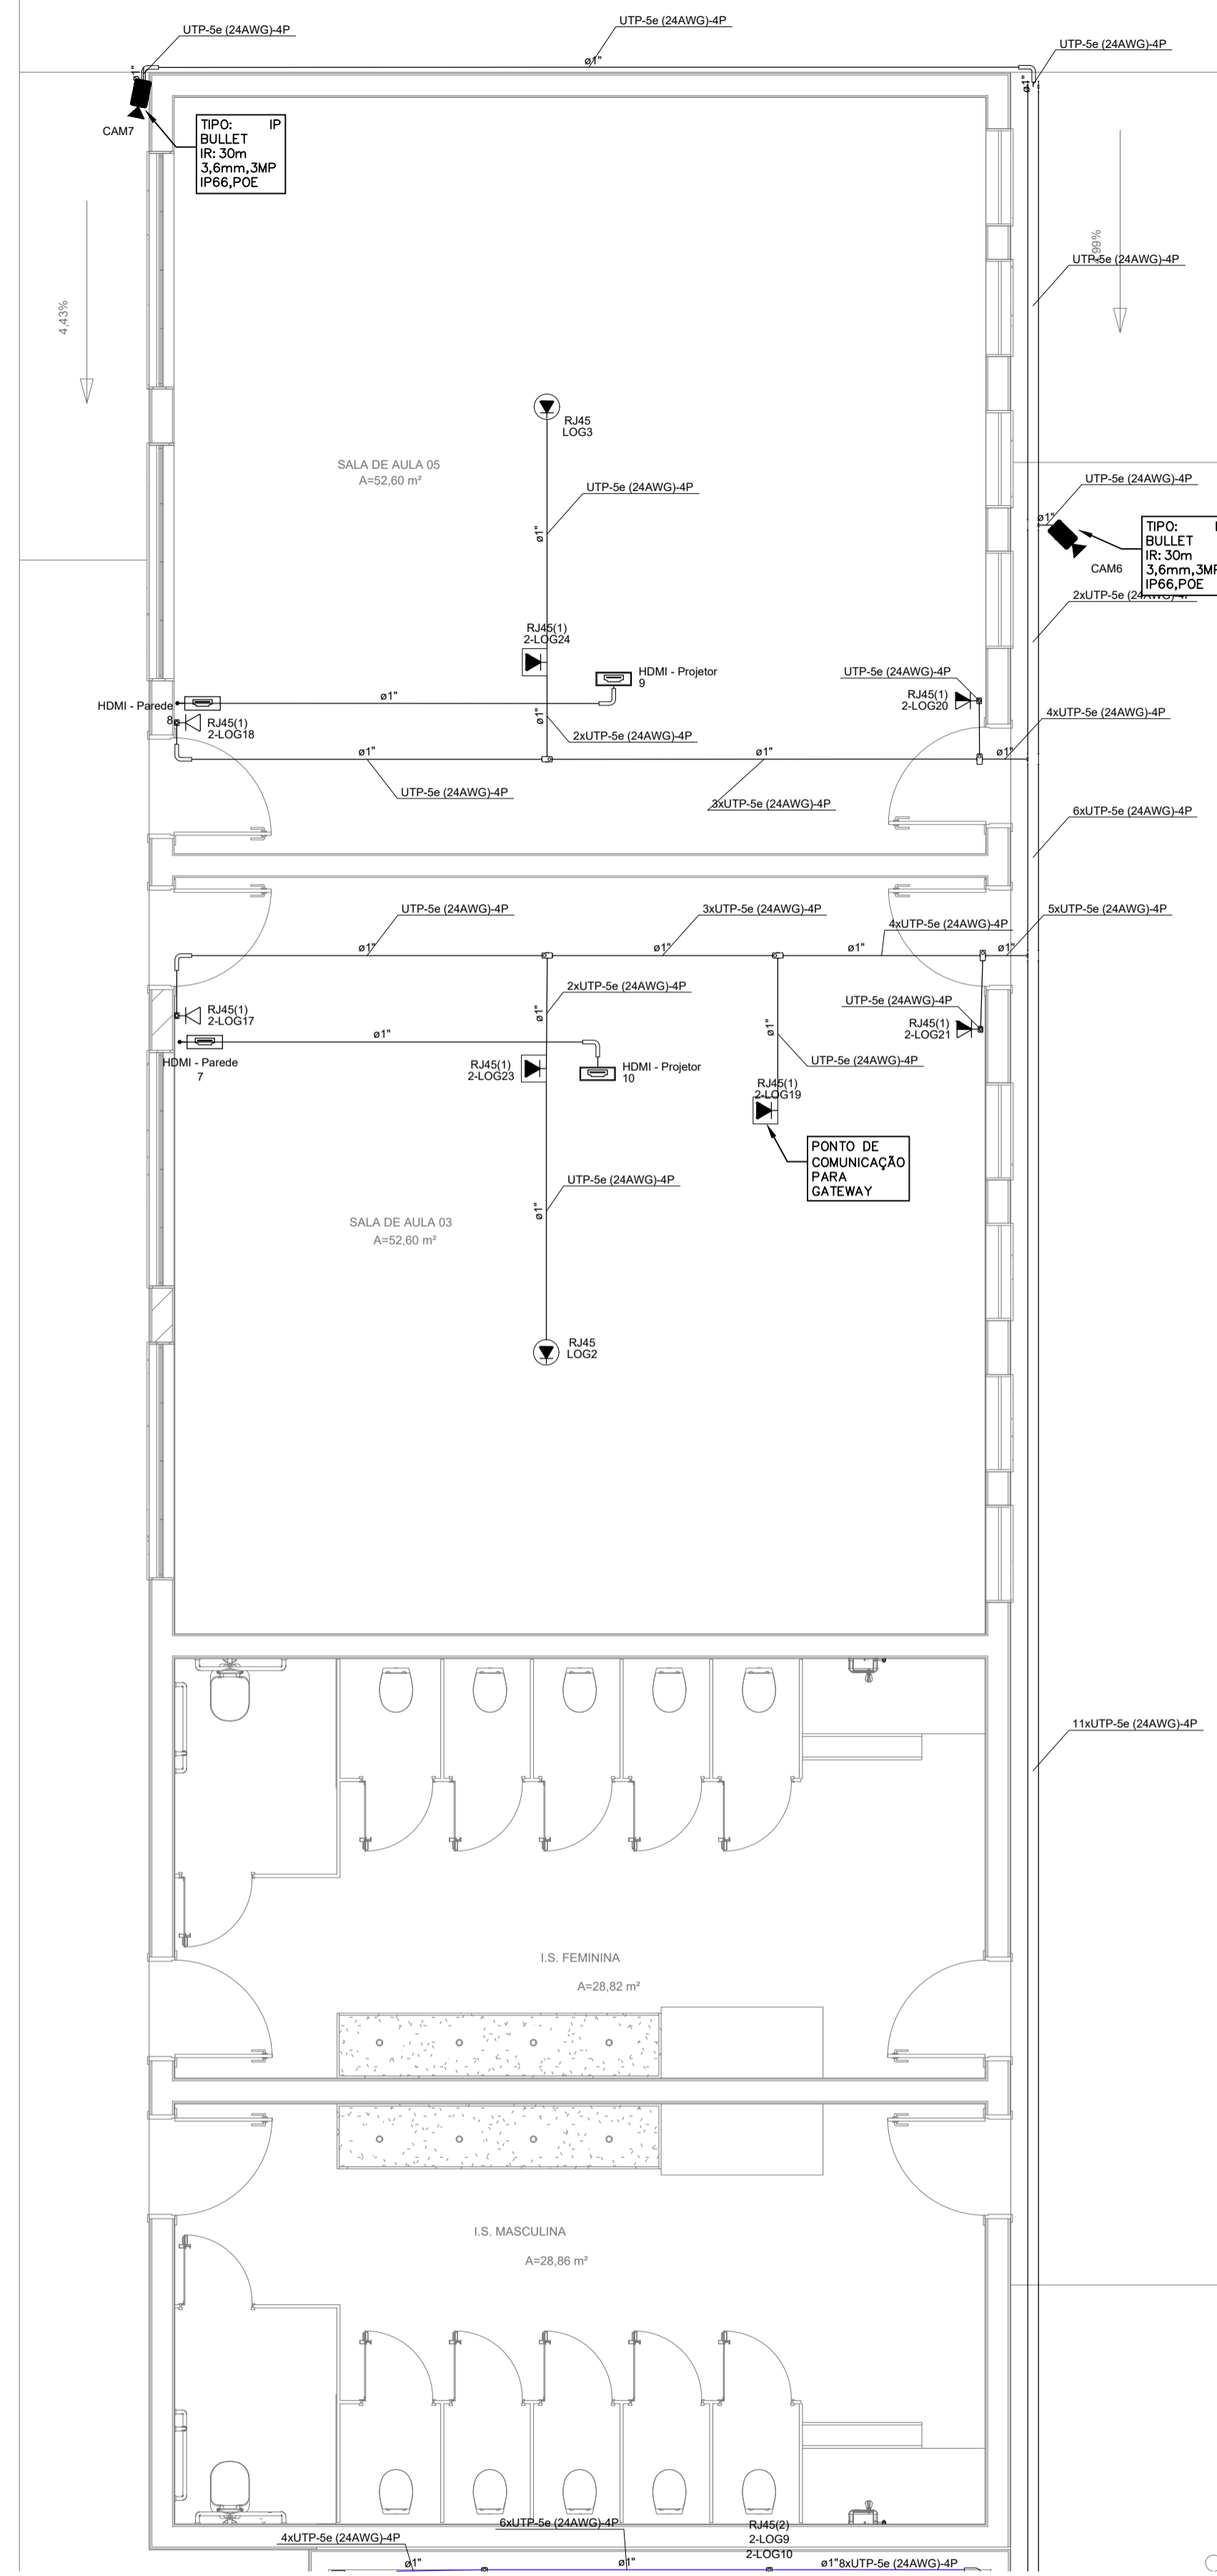 UTP-5e (24AWG)-4P
UTP-5e (24AWG)-4P
UTP-5e (24AWG)-4P
ø1"
ø1"
ø1"
CAM7
TIPO: IP
BULLET
IR: 30m
3,6mm,3MP
IP66,POE
4,43%
99%
UTP-5e (24AWG)-4P
RJ45
LOG3
SALA DE AULA 05
A=52,60 m²
UTP-5e (24AWG)-4P
ø1"
UTP-5e (24AWG)-4P
ø1"
TIPO:
BULLET
IR: 30m
3,6mm,3MP
IP66,POE
CAM6
2xUTP-5e (24AWG)-4P
RJ45(1)
2-LOG24
HDMI - Projetor
9
UTP-5e (24AWG)-4P
RJ45(1)
2-LOG20
ø1"
HDMI - Parede
8
RJ45(1)
2-LOG18
ø1"
2xUTP-5e (24AWG)-4P
4xUTP-5e (24AWG)-4P
ø1"
ø1"
ø1"
UTP-5e (24AWG)-4P
3xUTP-5e (24AWG)-4P
6xUTP-5e (24AWG)-4P
UTP-5e (24AWG)-4P
3xUTP-5e (24AWG)-4P
4xUTP-5e (24AWG)-4P
5xUTP-5e (24AWG)-4P
ø1"
ø1"
ø1"
ø1"
2xUTP-5e (24AWG)-4P
ø1"
RJ45(1)
2-LOG17
UTP-5e (24AWG)-4P
RJ45(1)
2-LOG21
ø1"
ø1"
HDMI - Parede
7
RJ45(1)
2-LOG23
HDMI - Projetor
10
UTP-5e (24AWG)-4P
RJ45(1)
2-LOG19
PONTO DE
COMUNICAÇÃO
PARA
GATEWAY
UTP-5e (24AWG)-4P
ø1"
SALA DE AULA 03
A=52,60 m²
RJ45
LOG2
11xUTP-5e (24AWG)-4P
I.S. FEMININA
A=28,82 m²
I.S. MASCULINA
A=28,86 m²
6xUTP-5e (24AWG)-4P
RJ45(2)
2-LOG9
2-LOG10
4xUTP-5e (24AWG)-4P
ø1"
ø1"
ø1"8xUTP-5e (24AWG)-4P